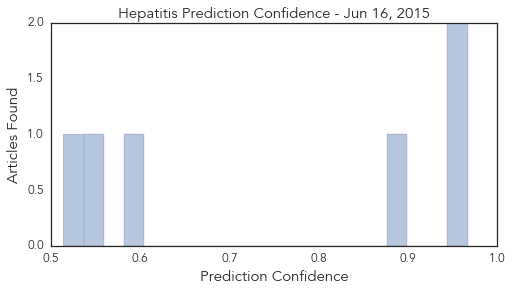 Hepatitis Prediction Confidence - Jun 16, 2015
Articles Found
2.0
1.5
1.0
0.5
0.0
0.5 0.6 0.7 0.8 0.9 1.0
Prediction Confidence